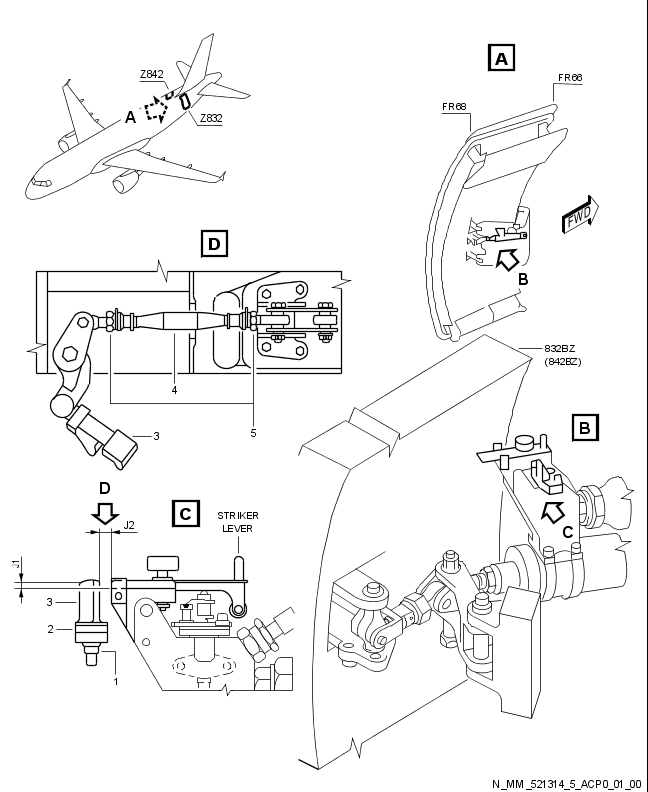 A
Z842
FR66
A
FR68
Z832
FWD
D
B
832BZ
(842BZ)
4
B
3
5
D
C
STRIKER
LEVER
J2
C
J1
N
3
2
1
N_MM_521314_5_ACP0_01_00